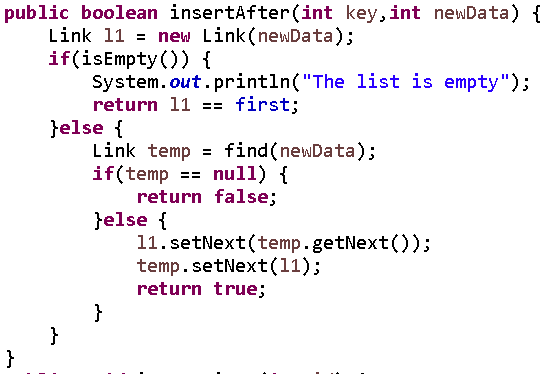 public boolean insertAfter(int key,int newData) {
    Link l1 = new Link(newData);
    if(isEmpty()) {
        System.out.println("The list is empty");
        return l1 == first;
    }else {
        Link temp = find(newData);
        if(temp == null) {
            return false;
        }else {
            l1.setNext(temp.getNext());
            temp.setNext(l1);
            return true;
        }
    }
}